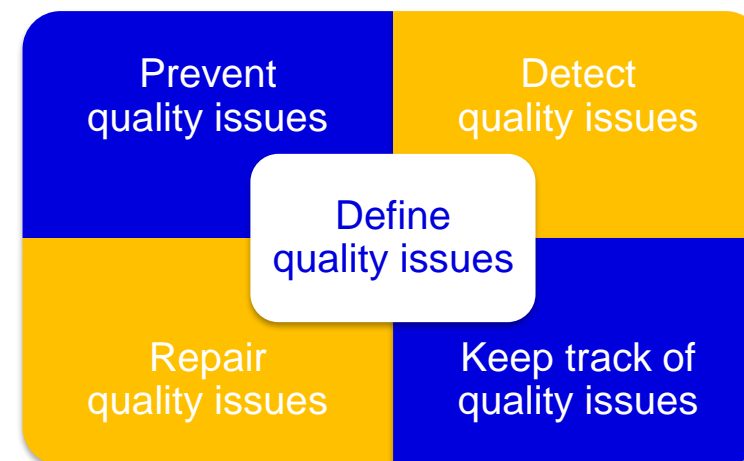 Prevent
quality issues
Detect
quality issues
Define
quality issues
Repair
quality issues
Keep track of
quality issues